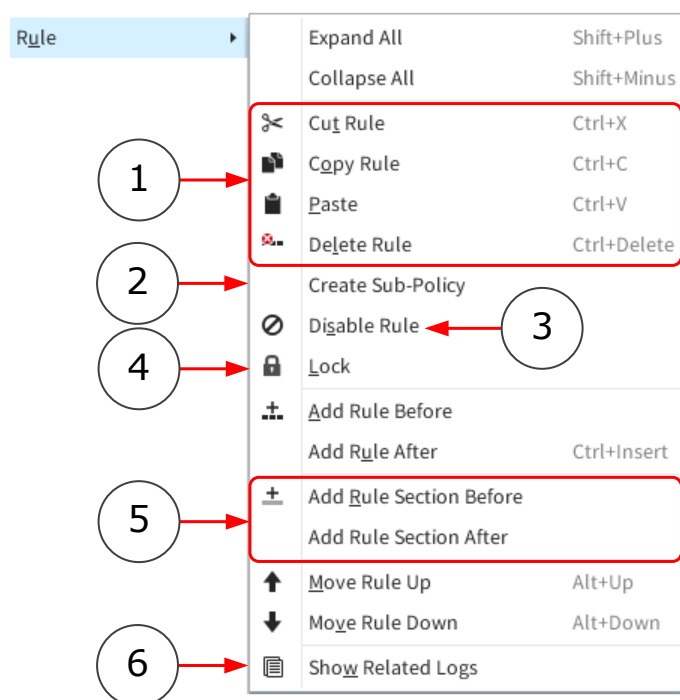 Rule Expand All Shift+Plus
Collapse All Shift+Minus
Cut Rule Ctrl+X
1 Copy Rule Ctrl+C
Paste Ctrl+V
Delete Rule Ctrl+Delete
2 Create Sub-Policy
Disable Rule 3
4 Lock
Add Rule Before
Add Rule After Ctrl+Insert
Add Rule Section Before
5 Add Rule Section After
Move Rule Up Alt+Up
Move Rule Down Alt+Down
6 Show Related Logs